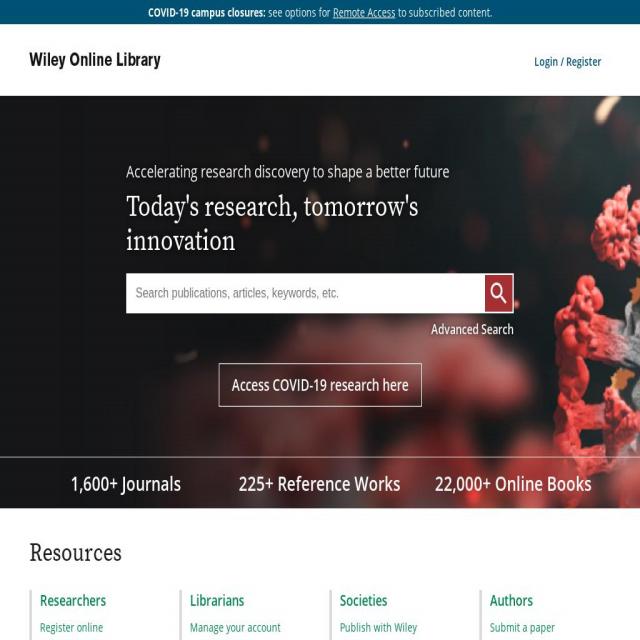 COVID-19 campus closures: see options for Remote Access to subscribed content.
Wiley Online Library
Login / Register
Accelerating research discovery to shape a better future
Today's research, tomorrow's
innovation
Search publications, articles, keywords, etc.
Advanced Search
Access COVID-19 research here
1,600+ Journals
225+ Reference Works
22,000+ Online Books
Resources
Researchers
Librarians
Societies
Authors
Register online
Manage your account
Publish with Wiley
Submit a paper